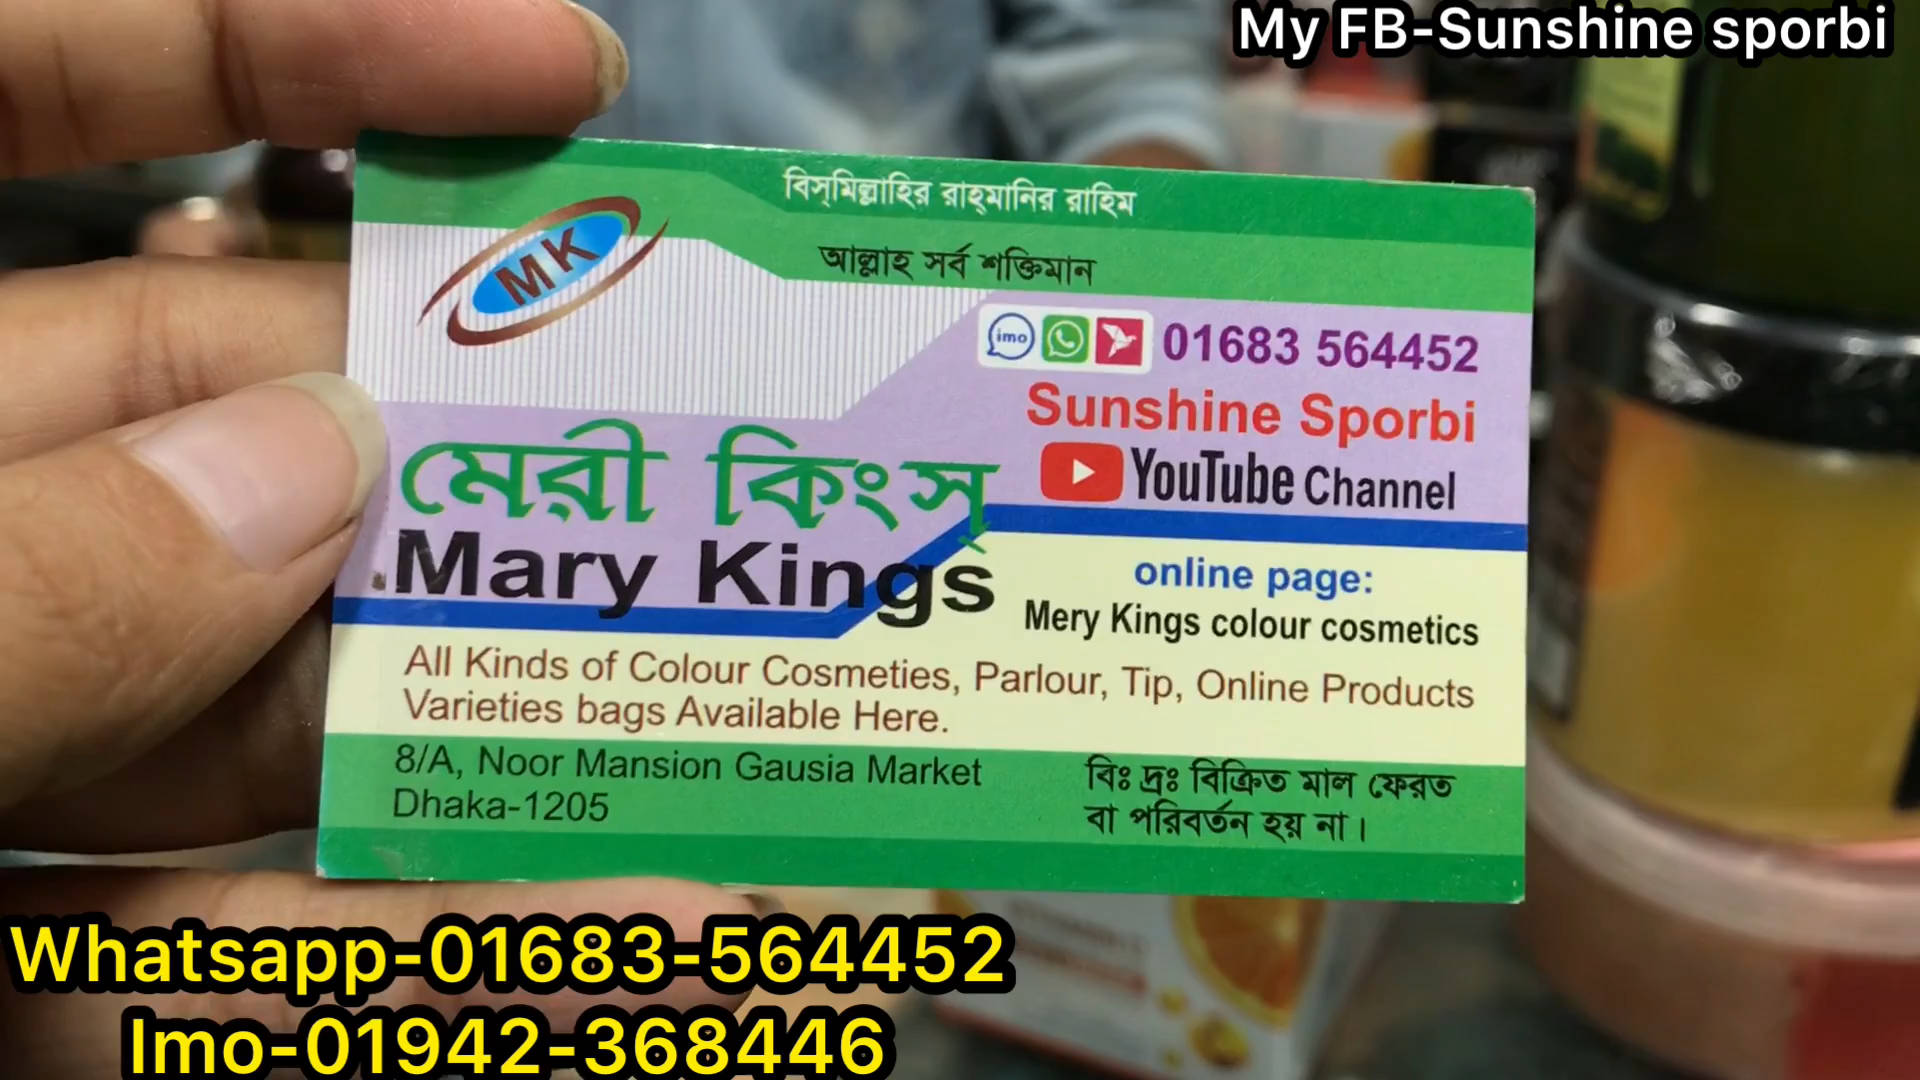 My FB-Sunshine sporbi
বিস্‌মিল্লাহির রাহ্‌মানির রাহিম
আল্লাহ সর্ব শক্তিমান
MK
imo 01683 564452
Sunshine Sporbi
YouTube Channel
মেরী কিংস্
Mary Kings
online page:
Mery Kings colour cosmetics
All Kinds of Colour Cosmeties, Parlour, Tip, Online Products
Varieties bags Available Here.
8/A, Noor Mansion Gausia Market
Dhaka-1205
বিঃ দ্রঃ বিক্রিত মাল ফেরত
বা পরিবর্তন হয় না।
Whatsapp-01683-564452
Imo-01942-368446